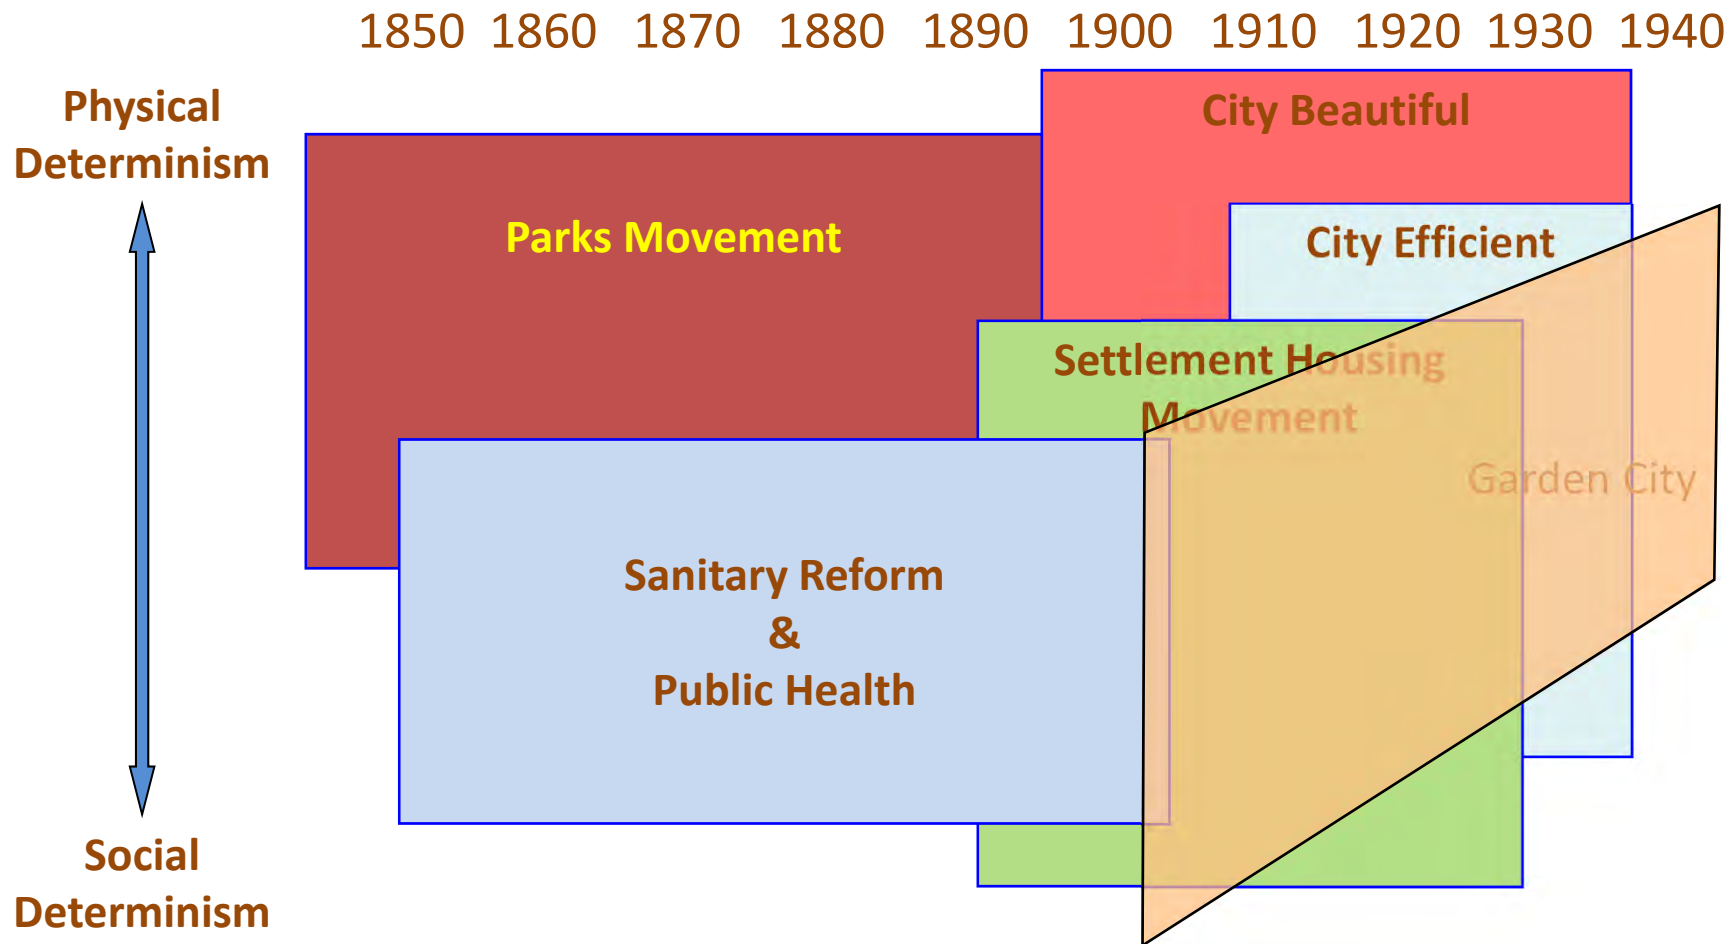 1850 1860 1870 1880 1890 1900 1910 1920 1930 1940
Physical
Determinism
City Beautiful
Parks Movement
City Efficient
Settlement Housing
Movement
Garden City
Sanitary Reform
&
Public Health
Social
Determinism